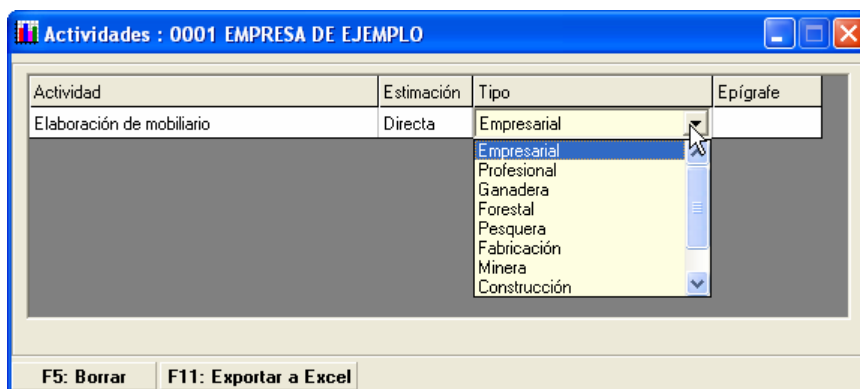 Actividades : 0001 EMPRESA DE EJEMPLO
Actividad Estimación Tipo Epígrafe
Elaboración de mobiliario Directa Empresarial
Empresarial
Profesional
Ganadera
Forestal
Pesquera
Fabricación
Minera
Construcción
F5: Borrar F11: Exportar a Excel